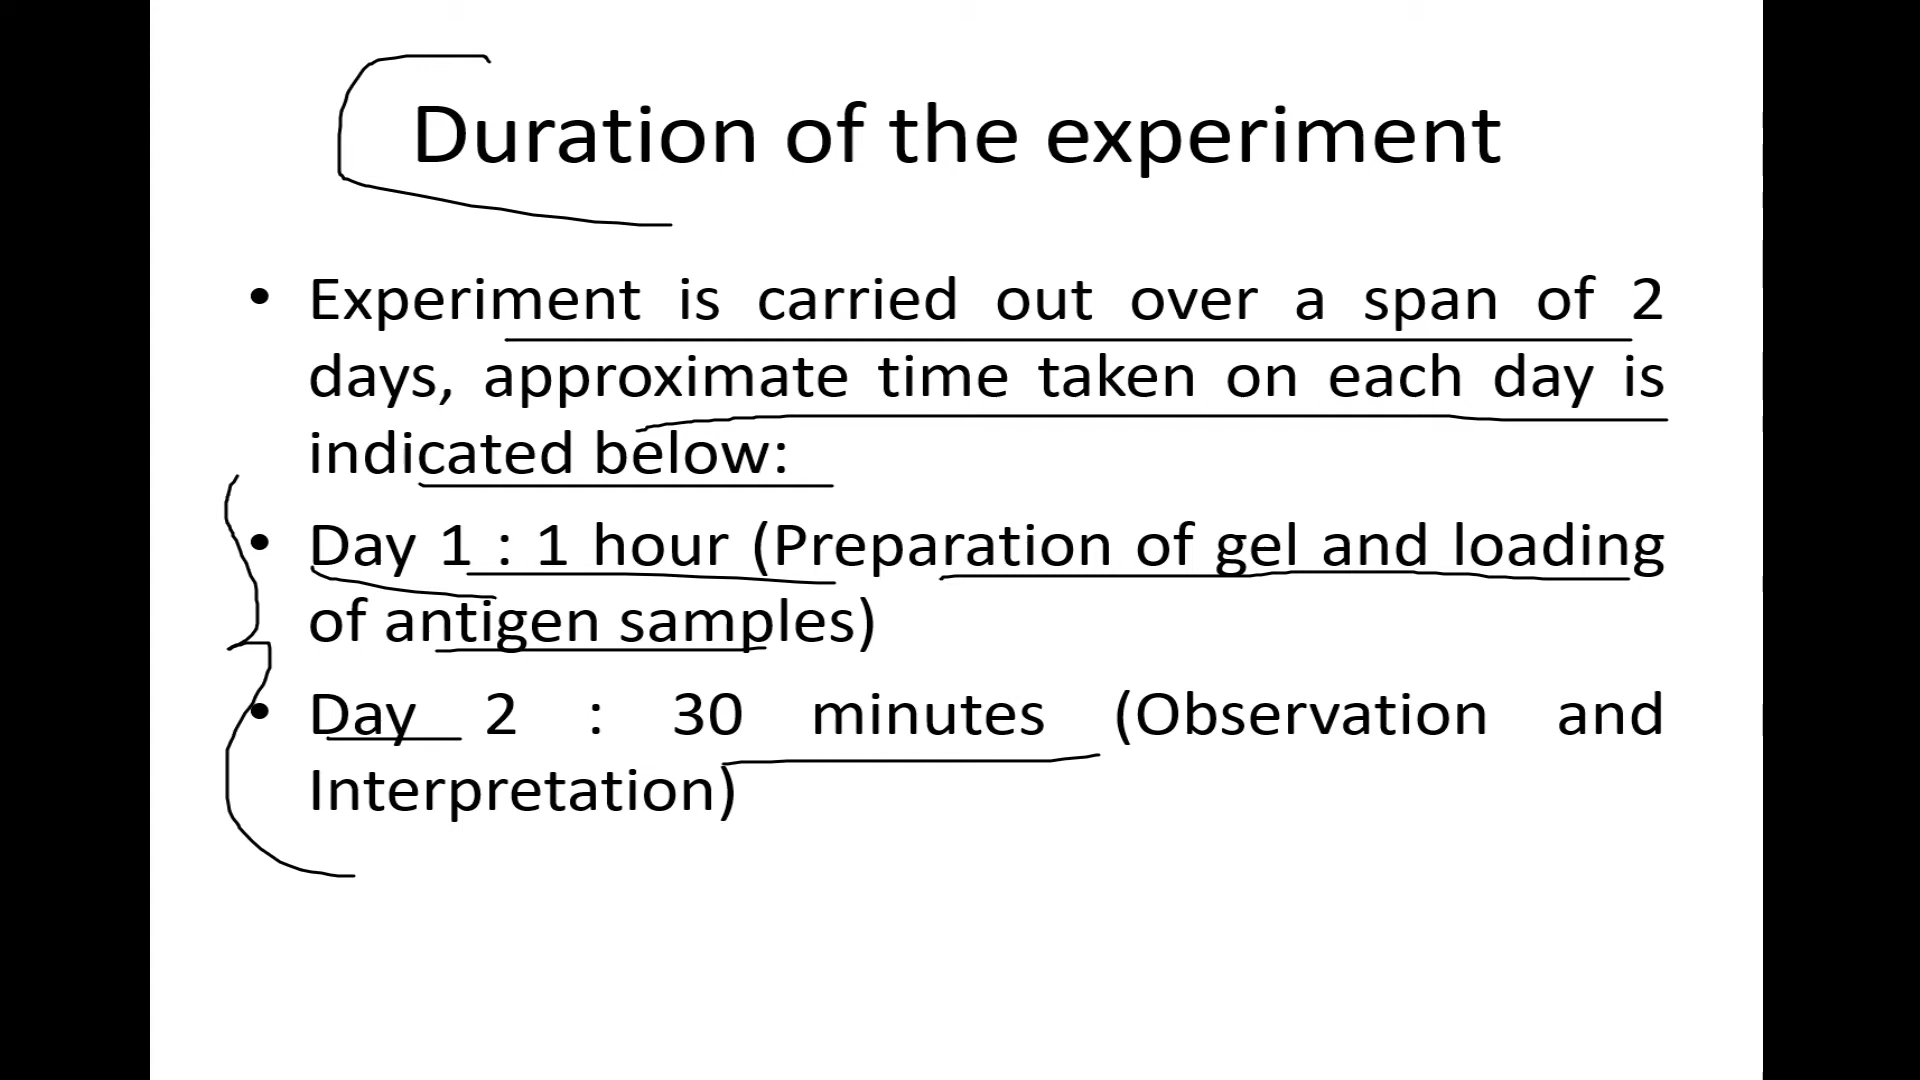 Duration of the experiment
• Experiment is carried out over a span of 2
days, approximate time taken on each day is
indicated below:
• Day 1 : 1 hour (Preparation of gel and loading
of antigen samples)
• Day 2 : 30 minutes (Observation and
Interpretation)